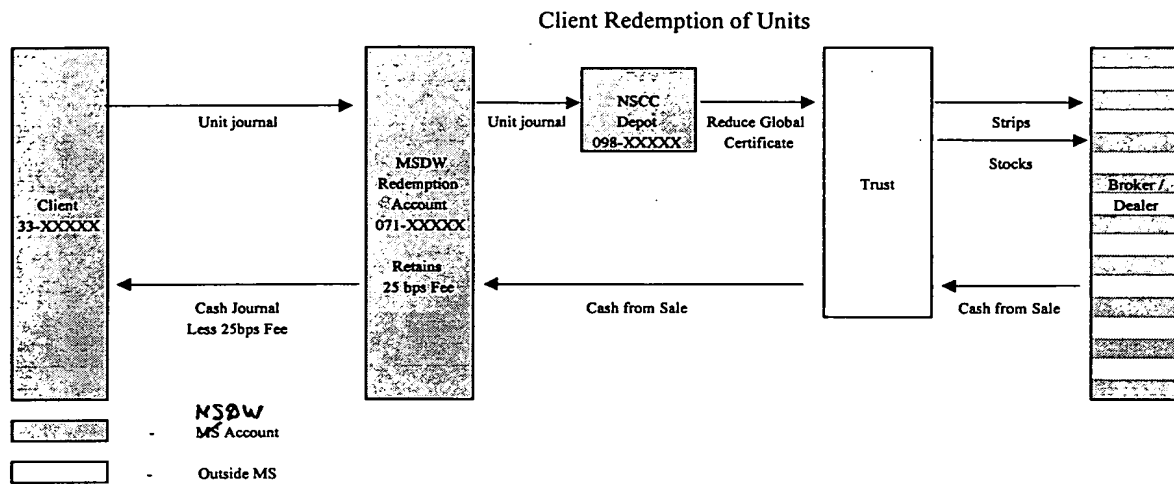 Client Redemption of Units
Unit journal
Unit journal
NSCC
Depot
098-XXXXX
Reduce Global
Certificate
Strips
Stocks
Client
33-XXXXX
MSDW
Redemption
Account
071-XXXXX
Retains
25 bps Fee
Trust
Broker /
Dealer
Cash Journal
Less 25bps Fee
Cash from Sale
Cash from Sale
MSDW
- MS Account
- Outside MS